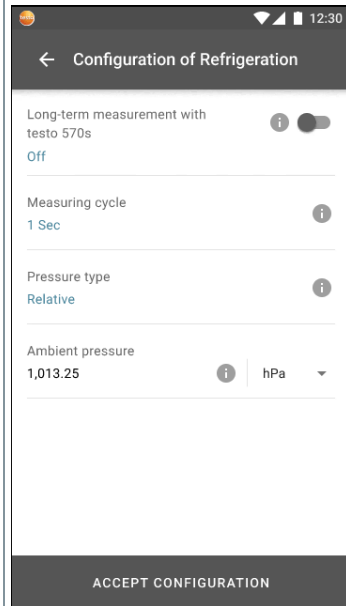 testo
12:30
Configuration of Refrigeration
Long-term measurement with
testo 570s
Off
Measuring cycle
1 Sec
Pressure type
Relative
Ambient pressure
1,013.25 hPa
ACCEPT CONFIGURATION